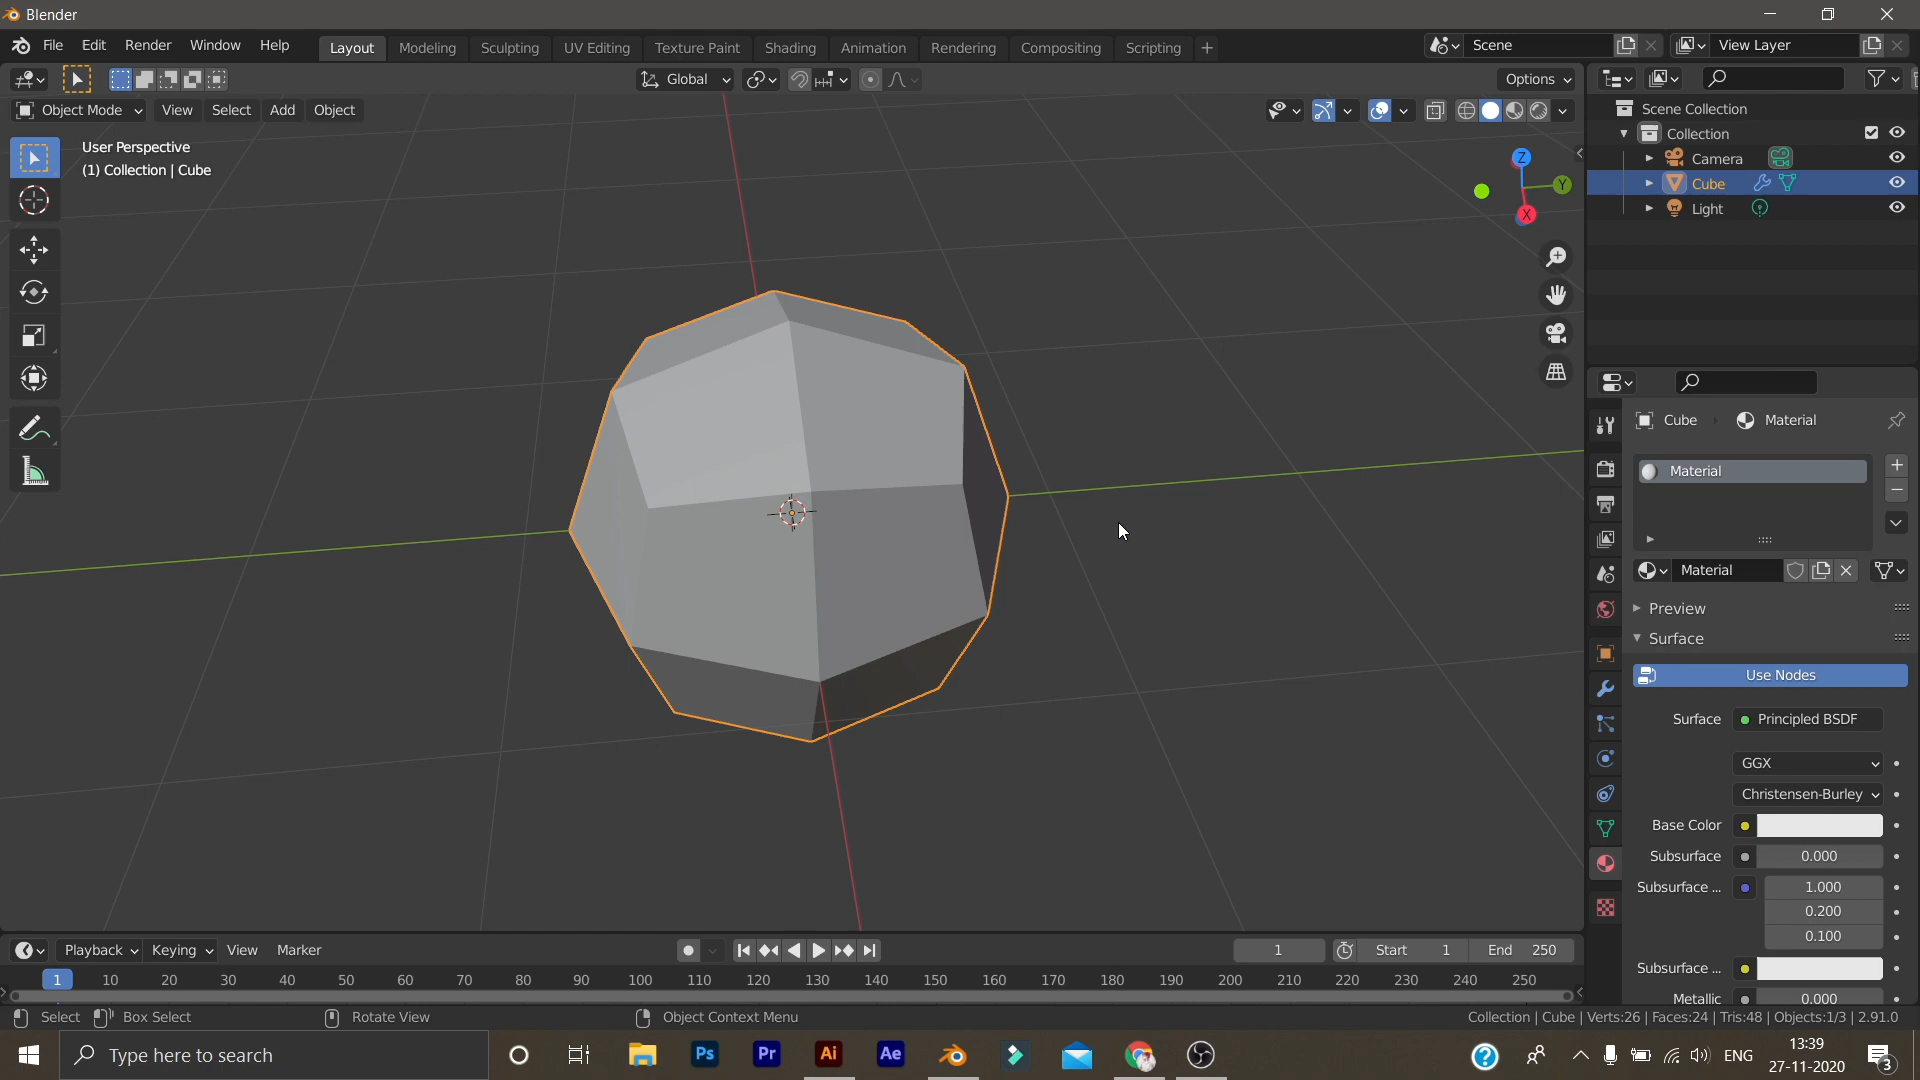 Blender
File Edit Render Window Help Layout Modeling Sculpting UV Editing Texture Paint Shading Animation Rendering Compositing Scripting + Scene View Layer
Global Options
Object Mode View Select Add Object
User Perspective
(1) Collection | Cube
Z
Y
X
Scene Collection
Collection
Camera
Cube
Light
Cube Material
Material
Material
Preview
Surface
Use Nodes
Surface Principled BSDF
GGX
Christensen-Burley
Base Color
Subsurface 0.000
Subsurface ... 1.000
0.200
0.100
Subsurface ...
Metallic 0.000
Playback Keying View Marker 1 Start 1 End 250
1 10 20 30 40 50 60 70 80 90 100 110 120 130 140 150 160 170 180 190 200 210 220 230 240 250
Select Box Select Rotate View Object Context Menu Collection | Cube | Verts:26 | Faces:24 | Tris:48 | Objects:1/3 | 2.91.0
Type here to search Ps Pr Ai Ae ? ENG 13:39
27-11-2020 3